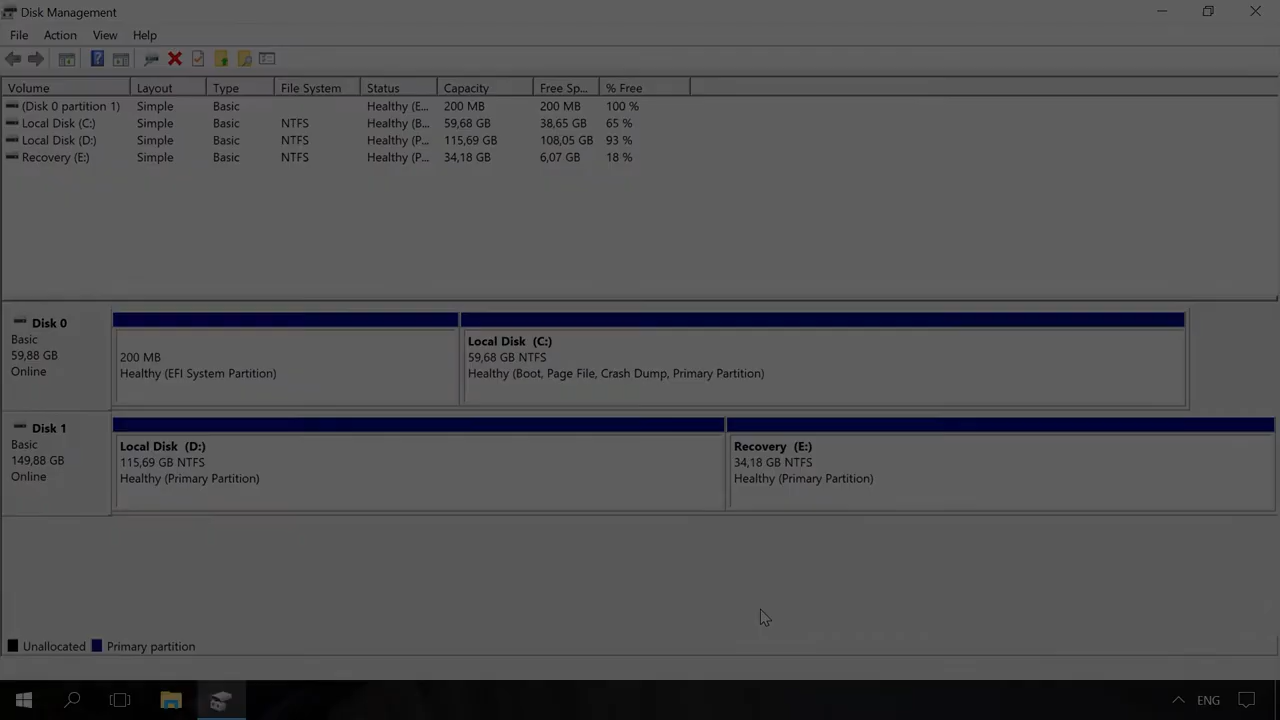 Disk Management
File Action View Help
Volume Layout Type File System Status Capacity Free Sp... % Free
(Disk 0 partition 1) Simple Basic Healthy (E... 200 MB 200 MB 100 %
Local Disk (C:) Simple Basic NTFS Healthy (B... 59,68 GB 38,65 GB 65 %
Local Disk (D:) Simple Basic NTFS Healthy (P... 115,69 GB 108,05 GB 93 %
Recovery (E:) Simple Basic NTFS Healthy (P... 34,18 GB 6,07 GB 18 %
Disk 0
Basic
59,88 GB
Online
200 MB
Healthy (EFI System Partition)
Local Disk (C:)
59,68 GB NTFS
Healthy (Boot, Page File, Crash Dump, Primary Partition)
Disk 1
Basic
149,88 GB
Online
Local Disk (D:)
115,69 GB NTFS
Healthy (Primary Partition)
Recovery (E:)
34,18 GB NTFS
Healthy (Primary Partition)
Unallocated Primary partition
ENG